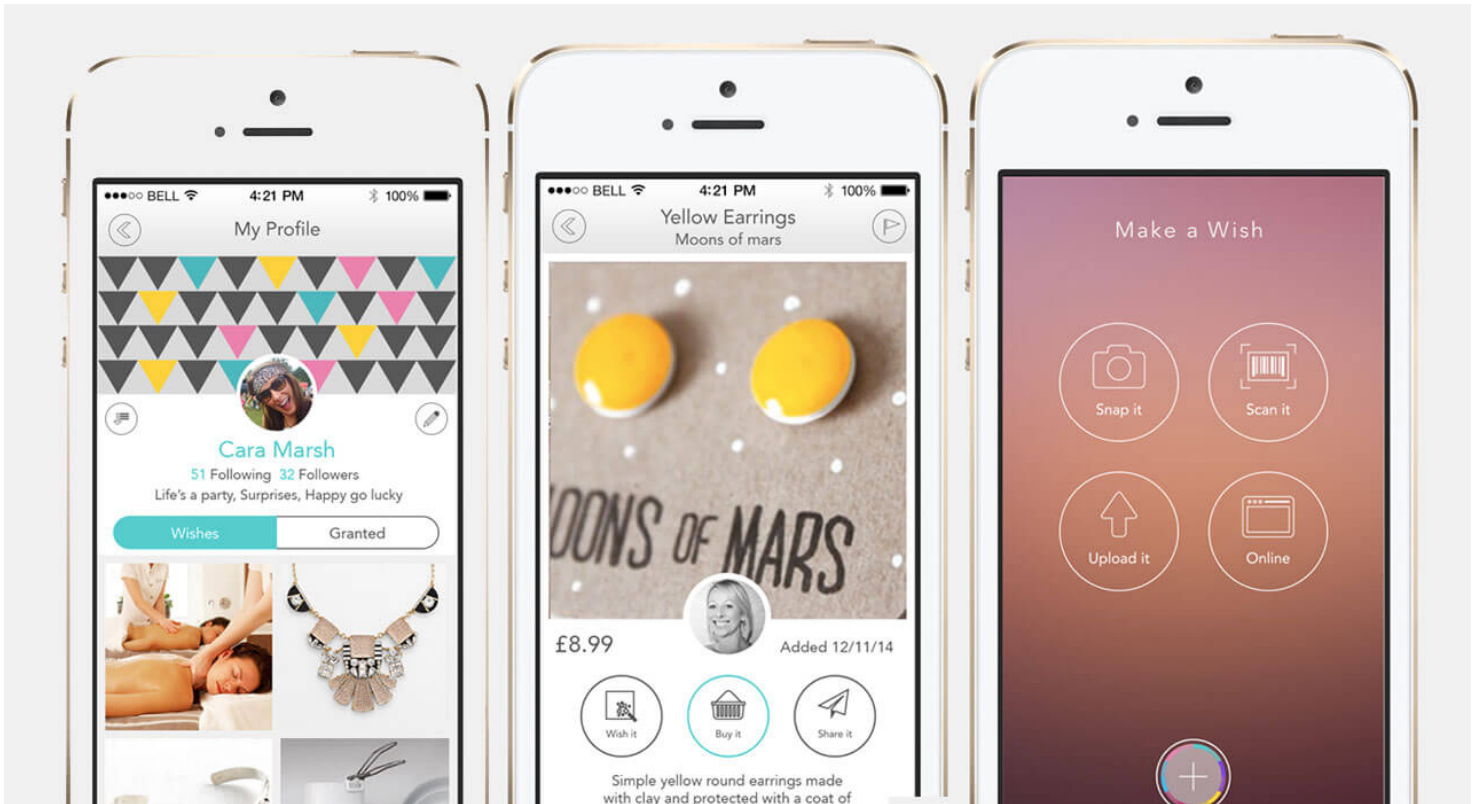 BELL 4:21 PM 100%
My Profile
Cara Marsh
51 Following 32 Followers
Life's a party, Surprises, Happy go lucky
Wishes Granted
BELL 4:21 PM 100%
Yellow Earrings
Moons of mars
OONS OF MARS
£8.99
Added 12/11/14
Wish it Buy it Share it
Simple yellow round earrings made
with clay and protected with a coat of
Make a Wish
Snap it Scan it
Upload it Online